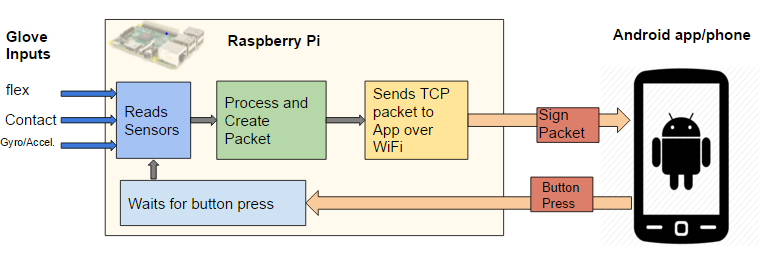 Glove
Inputs
flex
Contact
Gyro/Accel.
Raspberry Pi
Reads
Sensors
Process and
Create
Packet
Sends TCP
packet to
App over
WiFi
Waits for button press
Sign
Packet
Button
Press
Android app/phone